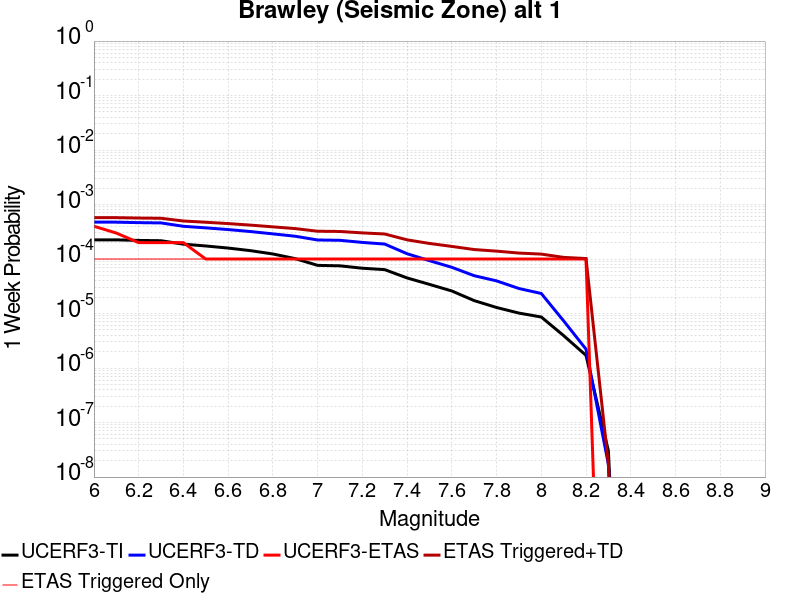 Brawley (Seismic Zone) alt 1
10 0
10 -1
10 -2
10 -3
10 -4
10 -5
10 -6
10 -7
10 -8
1 Week Probability
6 6.2 6.4 6.6 6.8 7 7.2 7.4 7.6 7.8 8 8.2 8.4 8.6 8.8 9
Magnitude
UCERF3-TI UCERF3-TD UCERF3-ETAS ETAS Triggered+TD
ETAS Triggered Only